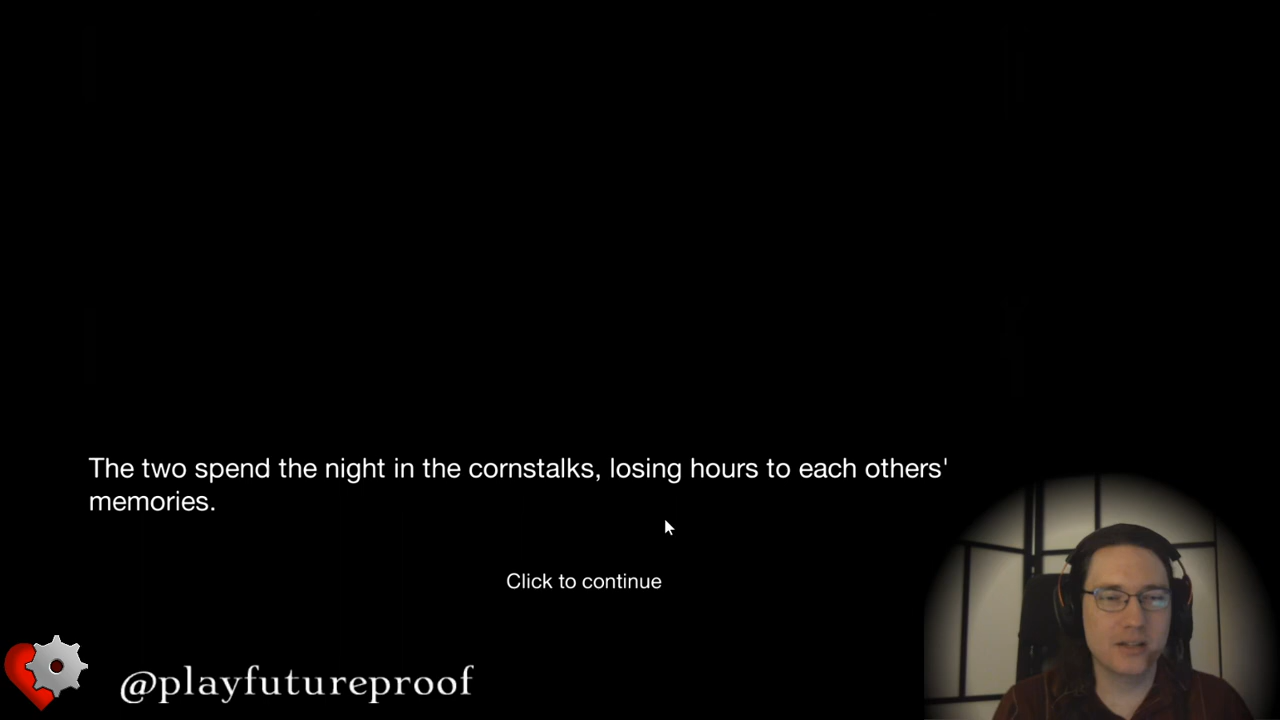 The two spend the night in the cornstalks, losing hours to each others'
memories.
Click to continue
@playfutureproof